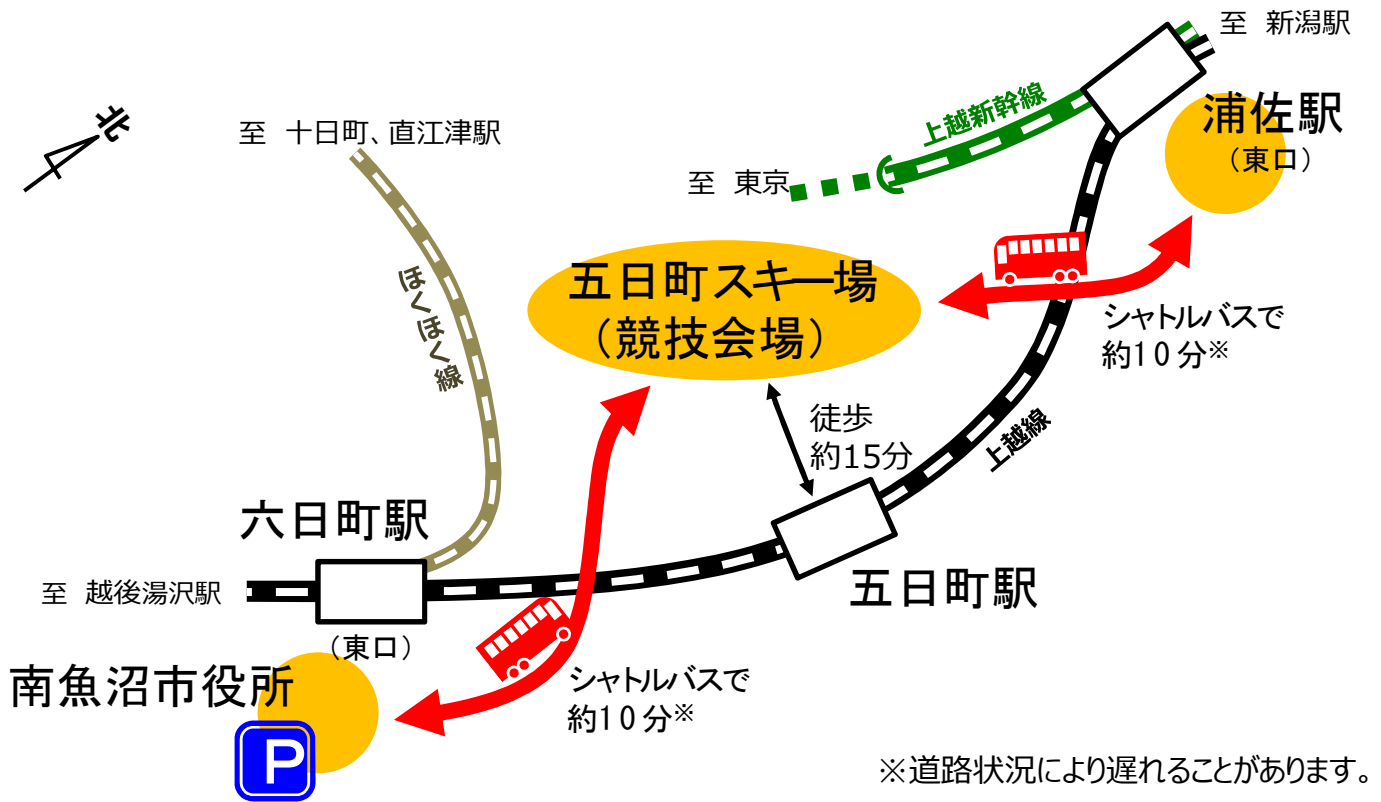 至 新潟駅
北
至 十日町、直江津駅
上越新幹線
浦佐駅
（東口）
至 東京
ほくほく線
五日町スキー場
（競技会場）
シャトルバスで
約10分※
徒歩
約15分
上越線
六日町駅
至 越後湯沢駅
五日町駅
（東口）
南魚沼市役所
シャトルバスで
約10分※
P
※道路状況により遅れることがあります。